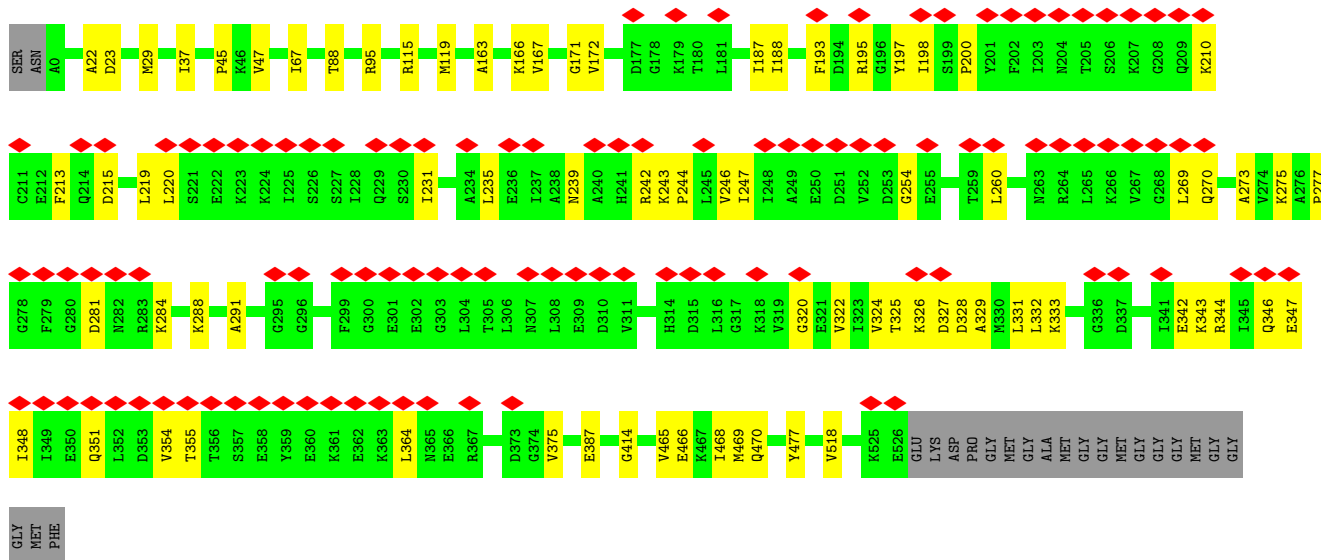 SER ASN A0 A22 D23 M29 I37 P45 K46 V47 I67 T88 R95 R115 M119 A163 K166 V167 G171 V172 D177 G178 K179 T180 L181 I187 I188 F193 D194 R195 G196 Y197 I198 S199 P200 Y201 F202 I203 N204 T205 S206 K207 G208 Q209 K210
C211 E212 F213 Q214 D215 L219 L220 S221 E222 K223 K224 I225 S226 S227 I228 Q229 S230 I231 A234 L235 E236 I237 A238 N239 A240 H241 R242 K243 P244 L245 V246 I247 I248 A249 E250 D251 V252 D253 G254 E255 T259 L260 N263 R264 L265 K266 V267 G268 L269 Q270 A273 V274 K275 A276 P277
G278 F279 G280 D281 N282 R283 K284 K288 A291 G295 G296 F299 G300 E301 E302 G303 L304 T305 L306 N307 L308 E309 D310 V311 H314 D315 L316 G317 K318 V319 G320 E321 V322 I323 V324 T325 K326 D327 D328 A329 M330 L331 L332 K333 G336 D337 I341 E342 K343 R344 I345 Q346 E347
I348 I349 E350 Q351 L352 D353 V354 T355 T356 S357 E358 Y359 E360 K361 E362 K363 L364 N365 E366 R367 D373 G374 V375 E387 G414 V465 E466 K467 I468 M469 Q470 Y477 V518 K525 E526 GLU LYS ASP PRO GLY MET GLY ALA MET GLY GLY MET GLY GLY GLY MET GLY GLY
GLY MET PHE